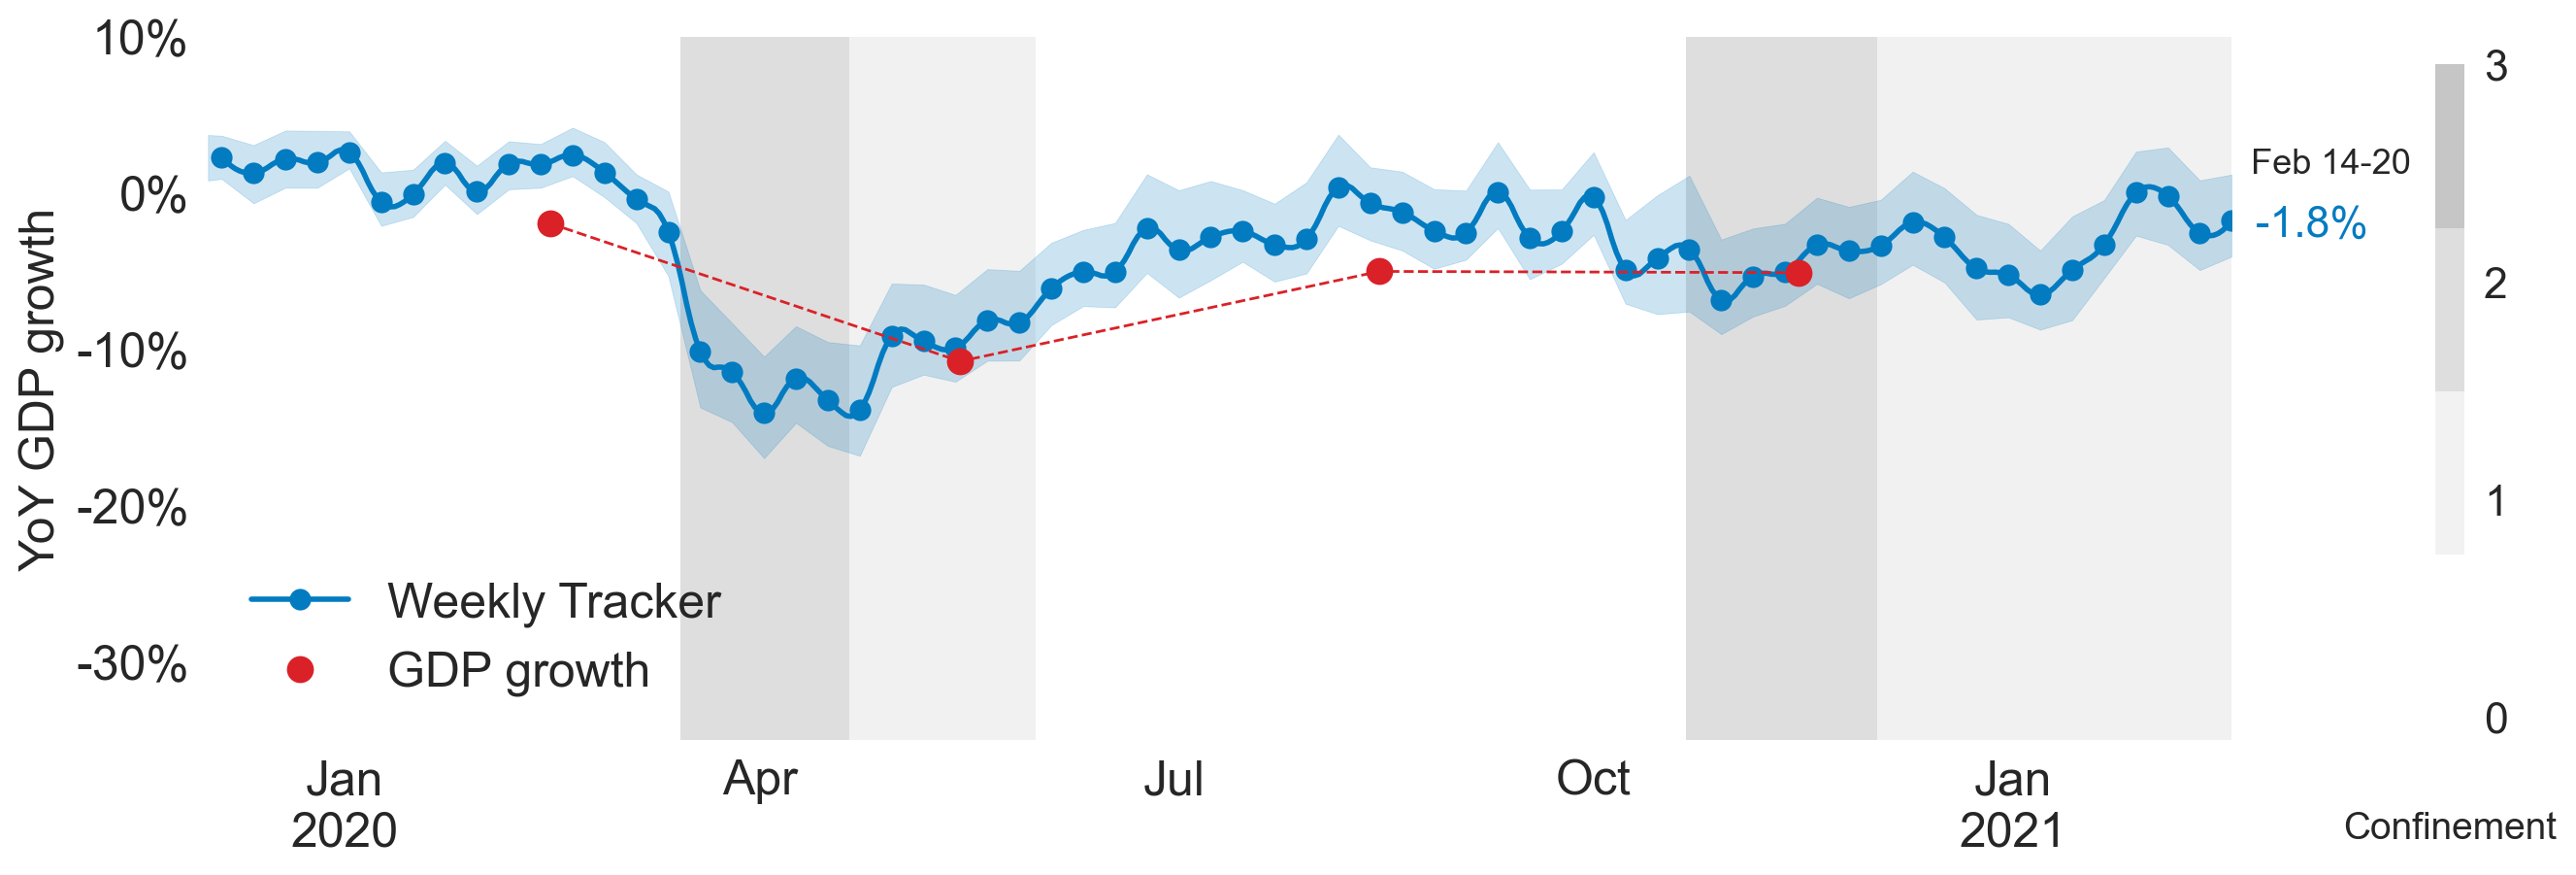 10%
0%
-10%
-20%
-30%
YoY GDP growth
Weekly Tracker
GDP growth
Jan
2020
Apr
Jul
Oct
Jan
2021
Feb 14-20
-1.8%
3
2
1
0
Confinement